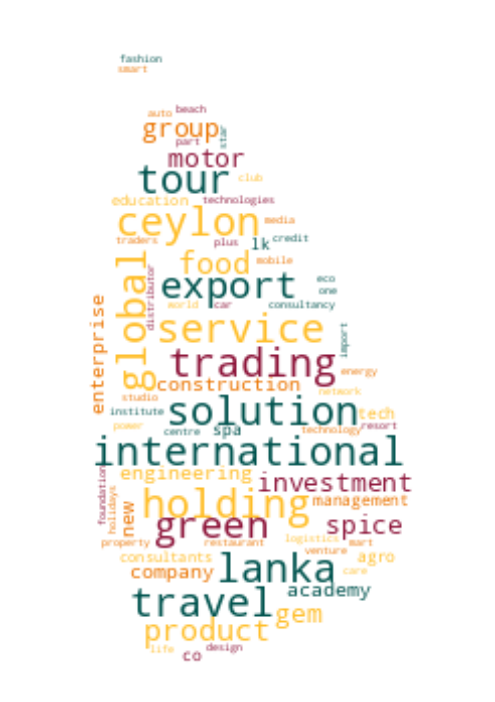 fashion
smart
beach
auto
group
star
part
motor
tour
club
education technologies
ceylon media
traders plus lk credit
food mobile
global
distributor
export eco
one
world car consultancy
enterprise
service
import
trading
energy
construction
network
studio
institute solution tech
power centre spa technology resort
international
engineering
investment
foundation
holidays
new
holding management
green spice
property restaurant logistics mart
venture
consultants lanka agro
company care
travel academy
gem
product
life design
co